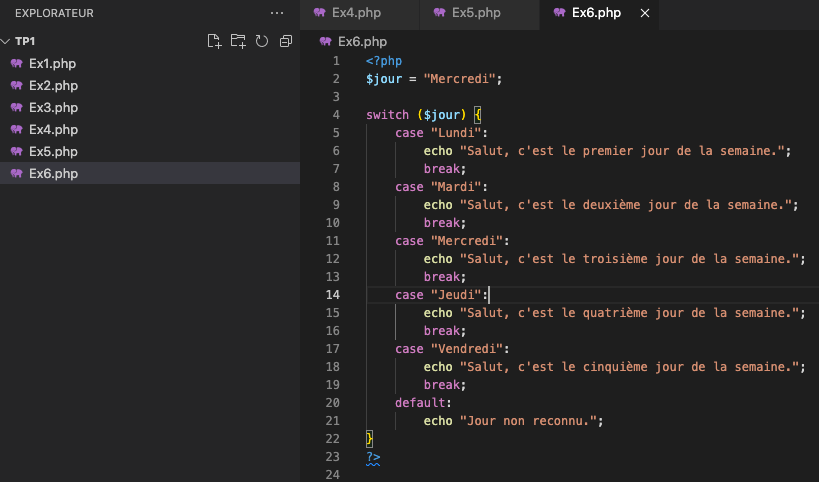 EXPLORATEUR ···
TP1
Ex1.php
Ex2.php
Ex3.php
Ex4.php
Ex5.php
Ex6.php
Ex4.php Ex5.php Ex6.php
Ex6.php
1 <?php
2 $jour = "Mercredi";
3
4 switch ($jour) {
5 case "Lundi":
6 echo "Salut, c'est le premier jour de la semaine.";
7 break;
8 case "Mardi":
9 echo "Salut, c'est le deuxième jour de la semaine.";
10 break;
11 case "Mercredi":
12 echo "Salut, c'est le troisième jour de la semaine.";
13 break;
14 case "Jeudi":
15 echo "Salut, c'est le quatrième jour de la semaine.";
16 break;
17 case "Vendredi":
18 echo "Salut, c'est le cinquième jour de la semaine.";
19 break;
20 default:
21 echo "Jour non reconnu.";
22 }
23 ?>
24